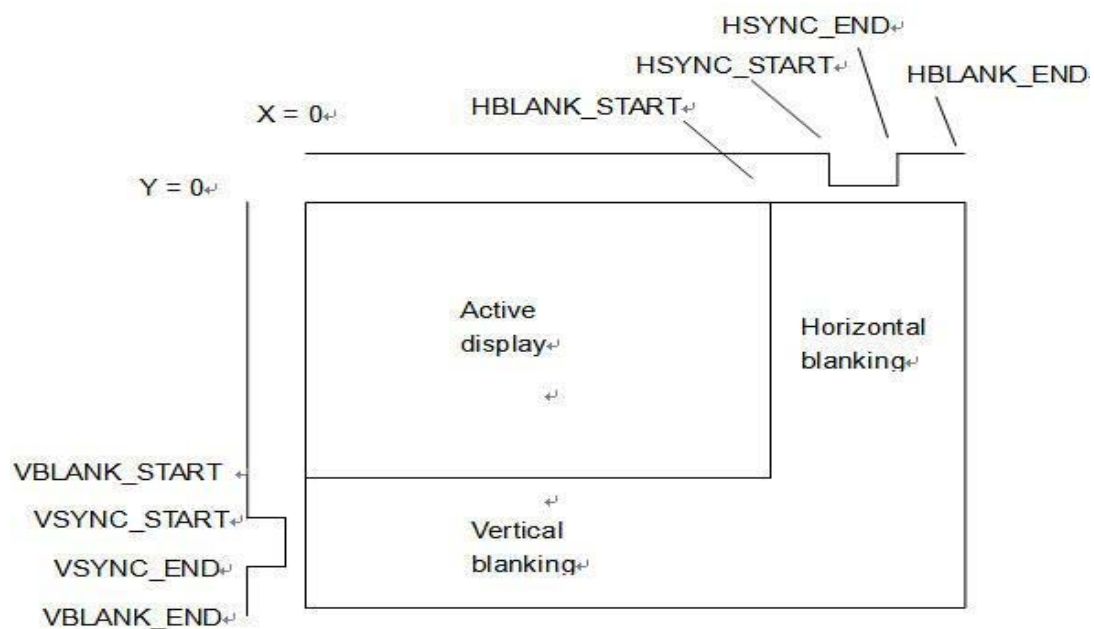 HSYNC_END↵
HSYNC_START↵
HBLANK_END↵
HBLANK_START↵
X = 0↵
Y = 0↵
Active
display↵
↵
Horizontal
blanking↵
VBLANK_START ↵
↵
VSYNC_START↵
Vertical
blanking↵
VSYNC_END↵
VBLANK_END↵